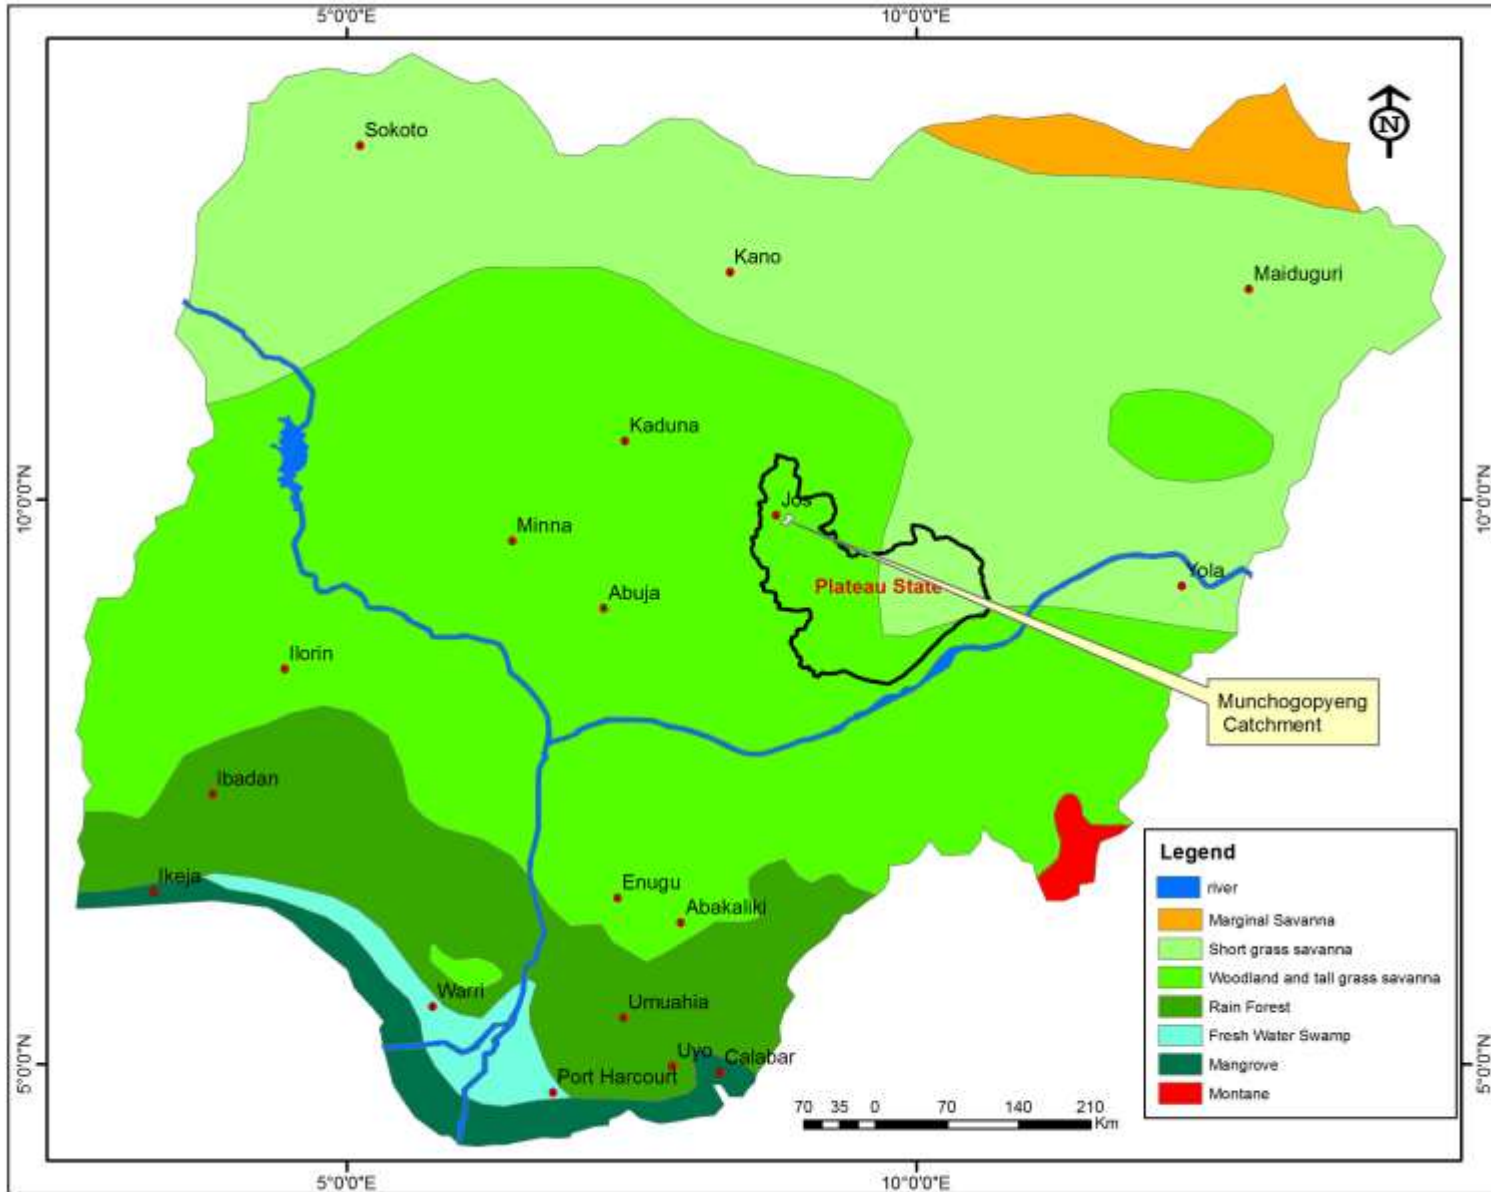 5°0'0"E
10°0'0"E
N
Sokoto
Kano
Maiduguri
Kaduna
10°0'0"N
10°0'0"N
Jos
Minna
Yola
Plateau State
Abuja
Ilorin
Munchogopyeng
Catchment
Ibadan
Legend
Ikeja
Enugu
river
Abakaliki
Marginal Savanna
Short grass savanna
Woodland and tall grass savanna
Warri
Umuahia
Rain Forest
Fresh Water Swamp
Uyo
Calabar
5°0'0"N
5°0'0"N
Mangrove
Port Harcourt
Montane
70 35 0 70 140 210
Km
5°0'0"E
10°0'0"E